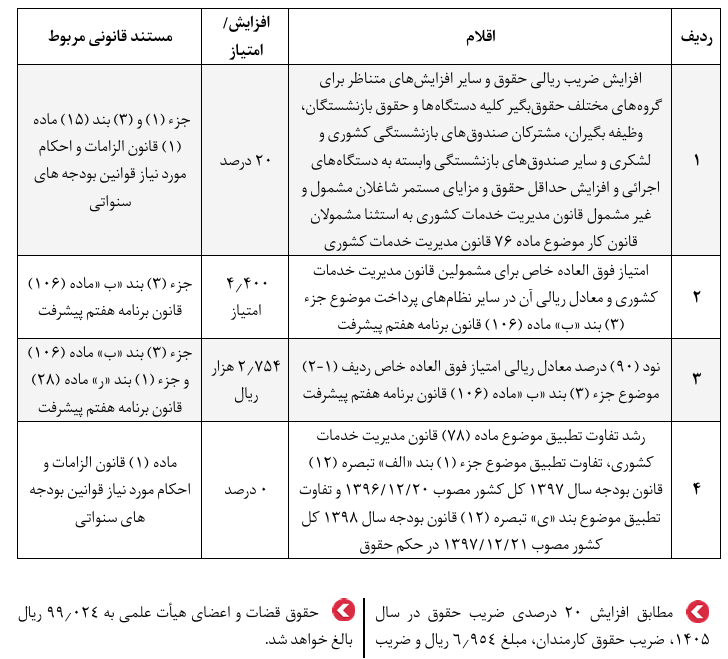 ردیف
اقلام
افزایش/
امتیاز
مستند قانونی مربوط
۱
افزایش ضریب ریالی حقوق و سایر افزایش‌های متناظر برای
گروه‌های مختلف حقوق‌بگیر کلیه دستگاه‌ها و حقوق بازنشستگان،
وظیفه بگیران، مشترکان صندوق‌های بازنشستگی کشوری و
لشکری و سایر صندوق‌های بازنشستگی وابسته به دستگاه‌های
اجرائی و افزایش حداقل حقوق و مزایای مستمر شاغلان مشمول و
غیر مشمول قانون مدیریت خدمات کشوری به استثنا مشمولان
قانون کار موضوع ماده ۷۶ قانون مدیریت خدمات کشوری
۲۰ درصد
جزء (۱) و (۳) بند (۱۵) ماده
(۱) قانون الزامات و احکام
مورد نیاز قوانین بودجه های
سنواتی
۲
امتیاز فوق العاده خاص برای مشمولین قانون مدیریت خدمات
کشوری و معادل ریالی آن در سایر نظام‌های پرداخت موضوع جزء
(۳) بند «ب» ماده (۱۰۶) قانون برنامه هفتم پیشرفت
۴٫۴۰۰
امتیاز
جزء (۳) بند «ب »ماده (۱۰۶)
قانون برنامه هفتم پیشرفت
۳
نود (۹۰) درصد معادل ریالی امتیاز فوق العاده خاص ردیف (۱-۲)
موضوع جزء (۳) بند «ب »ماده (۱۰۶) قانون برنامه هفتم پیشرفت
۲٫۷۵۴ هزار
ریال
جزء (۳) بند «ب» ماده (۱۰۶)
و جزء (۱) بند «ر» ماده (۲۸)
قانون برنامه هفتم پیشرفت
۴
رشد تفاوت تطبیق موضوع ماده (۷۸) قانون مدیریت خدمات
کشوری، تفاوت تطبیق موضوع جزء (۱) بند «الف» تبصره (۱۲)
قانون بودجه سال ۱۳۹۷ کل کشور مصوب ۱۳۹۶/۱۲/۲۰ و تفاوت
تطبیق موضوع بند «ی» تبصره (۱۲) قانون بودجه سال ۱۳۹۸ کل
کشور مصوب ۱۳۹۷/۱۲/۲۱ در حکم حقوق
۰ درصد
ماده (۱) قانون الزامات و
احکام مورد نیاز قوانین بودجه
های سنواتی
مطابق افزایش ۲۰ درصدی ضریب حقوق در سال
۱۴۰۵، ضریب حقوق کارمندان، مبلغ ۶٫۹۵۴ ریال و ضریب
حقوق قضات و اعضای هیأت علمی به ۹۹٫۰۲۴ ریال
بالغ خواهد شد.